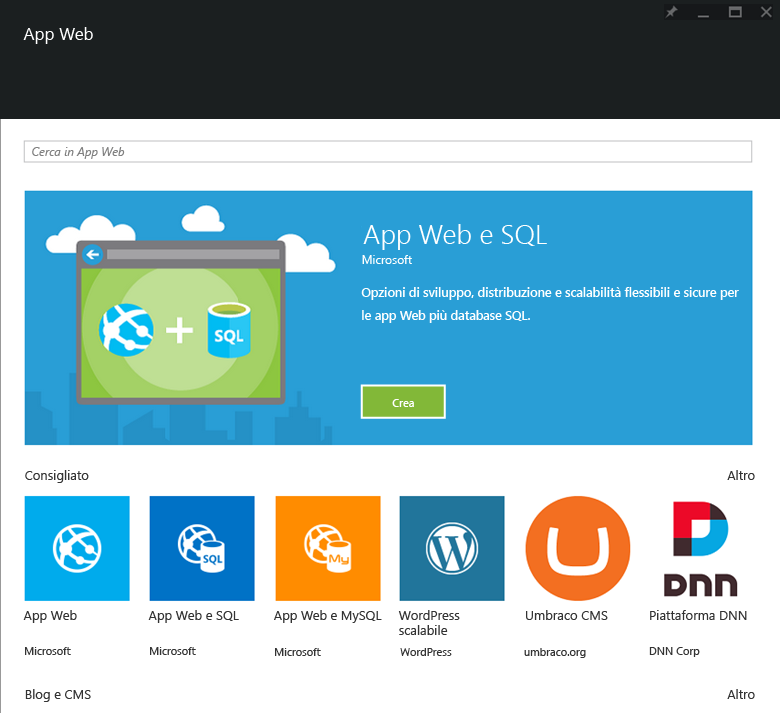 App Web
Cerca in App Web
App Web e SQL
Microsoft
Opzioni di sviluppo, distribuzione e scalabilità flessibili e sicure per
le app Web più database SQL.
SQL
Crea
Consigliato
Altro
SQL
My
DNN
App Web
App Web e SQL
App Web e MySQL
WordPress
scalabile
Umbraco CMS
Piattaforma DNN
Microsoft
Microsoft
Microsoft
WordPress
umbraco.org
DNN Corp
Blog e CMS
Altro